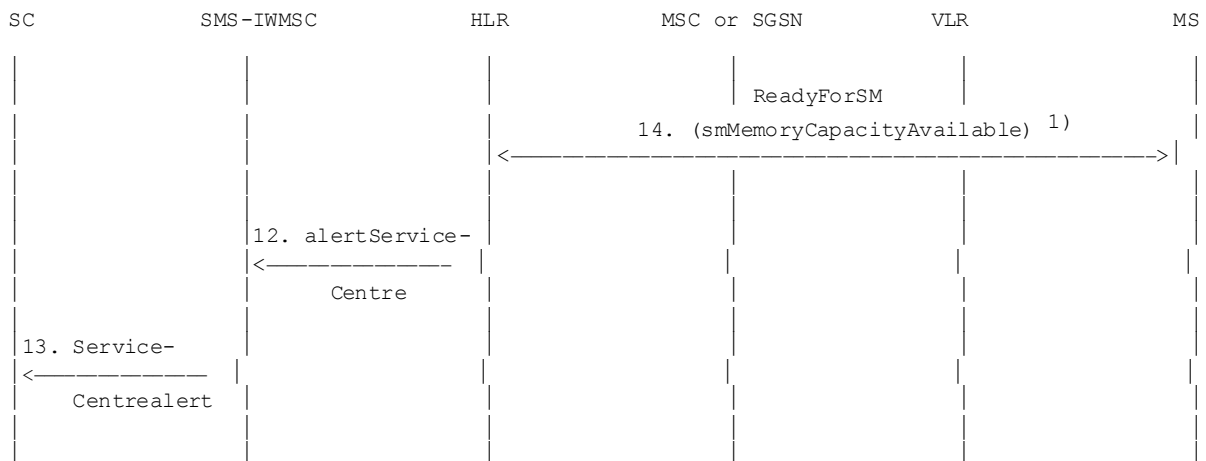 SC SMS-IWMSC HLR MSC or SGSN VLR MS
ReadyForSM
14. (smMemoryCapacityAvailable) 1)
12. alertService-
Centre
13. Service-
Centrealert